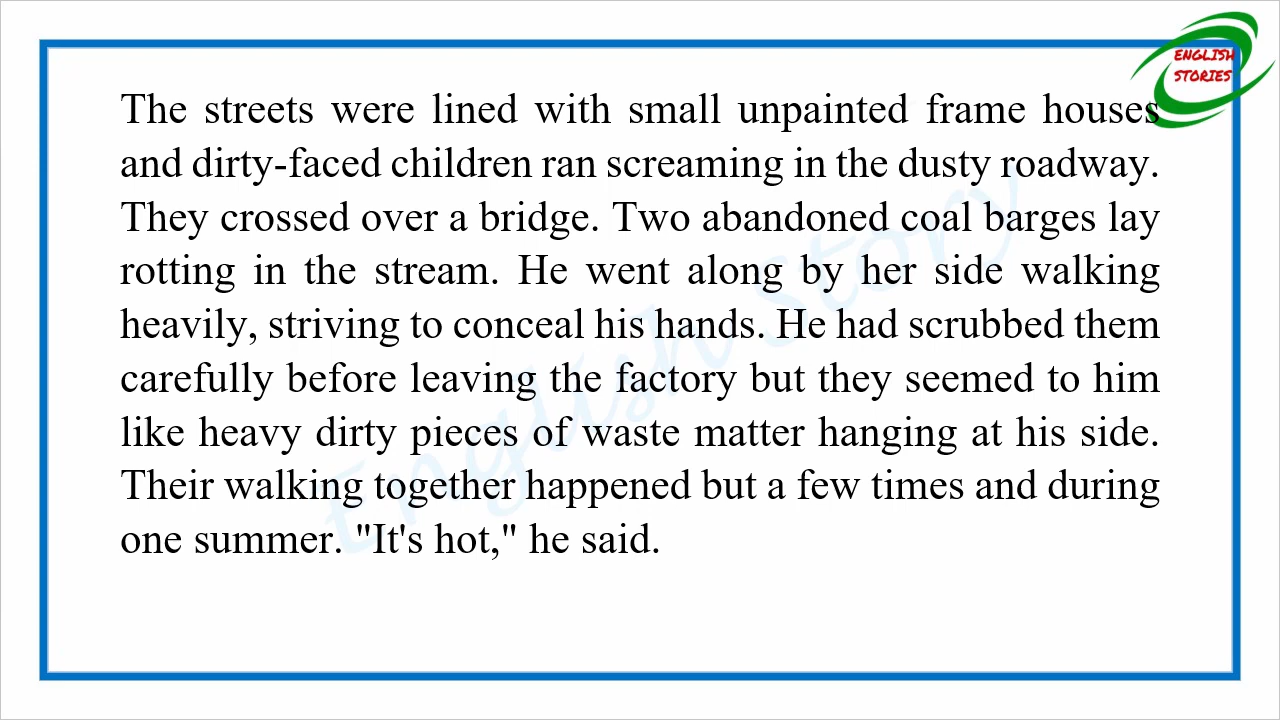 ENGLISH
STORIES
The streets were lined with small unpainted frame houses
and dirty-faced children ran screaming in the dusty roadway.
They crossed over a bridge. Two abandoned coal barges lay
rotting in the stream. He went along by her side walking
heavily, striving to conceal his hands. He had scrubbed them
carefully before leaving the factory but they seemed to him
like heavy dirty pieces of waste matter hanging at his side.
Their walking together happened but a few times and during
one summer. "It's hot," he said.
English Story